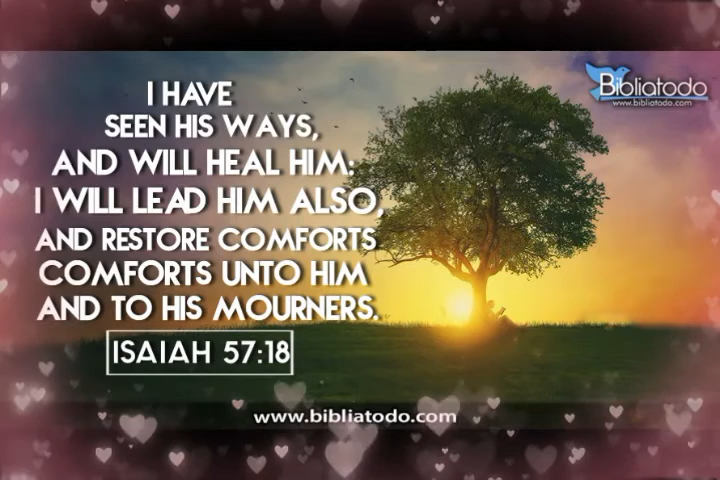 I HAVE
SEEN HIS WAYS,
AND WILL HEAL HIM:
I WILL LEAD HIM ALSO,
AND RESTORE COMFORTS
COMFORTS UNTO HIM
AND TO HIS MOURNERS.
ISAIAH 57:18
Bibliatodo
www.bibliatodo.com
www.bibliatodo.com